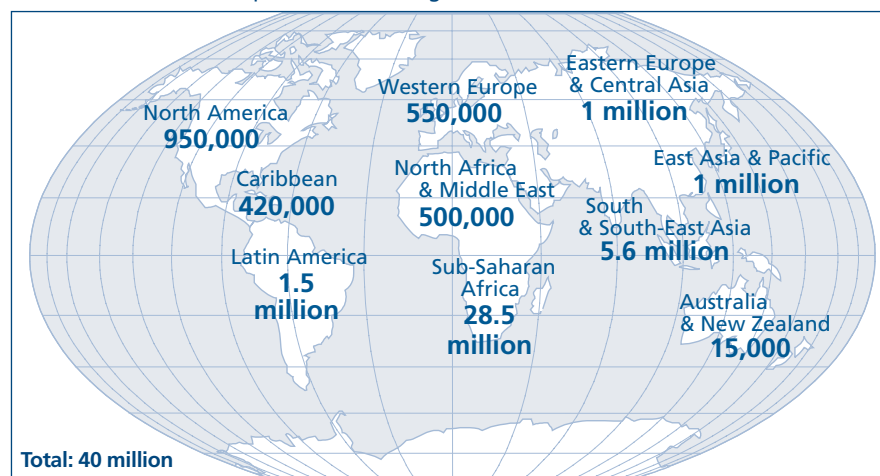 North America
950,000
Caribbean
420,000
Latin America
1.5
million
Western Europe
550,000
North Africa
& Middle East
500,000
Sub-Saharan
Africa
28.5
million
Eastern Europe
& Central Asia
1 million
East Asia & Pacific
1 million
South
& South-East Asia
5.6 million
Australia
& New Zealand
15,000
Total: 40 million